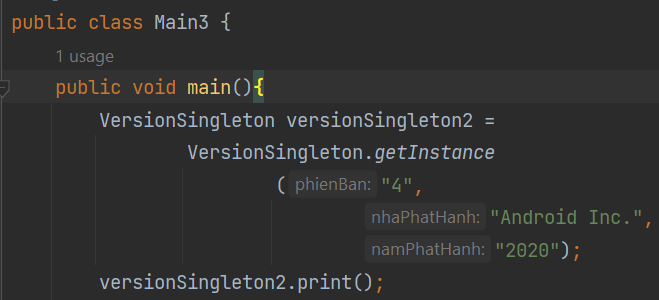 public class Main3 {
1 usage
public void main(){
VersionSingleton versionSingleton2 =
VersionSingleton.getInstance
( phienBan: "4",
nhaPhatHanh: "Android Inc.",
namPhatHanh: "2020");
versionSingleton2.print();